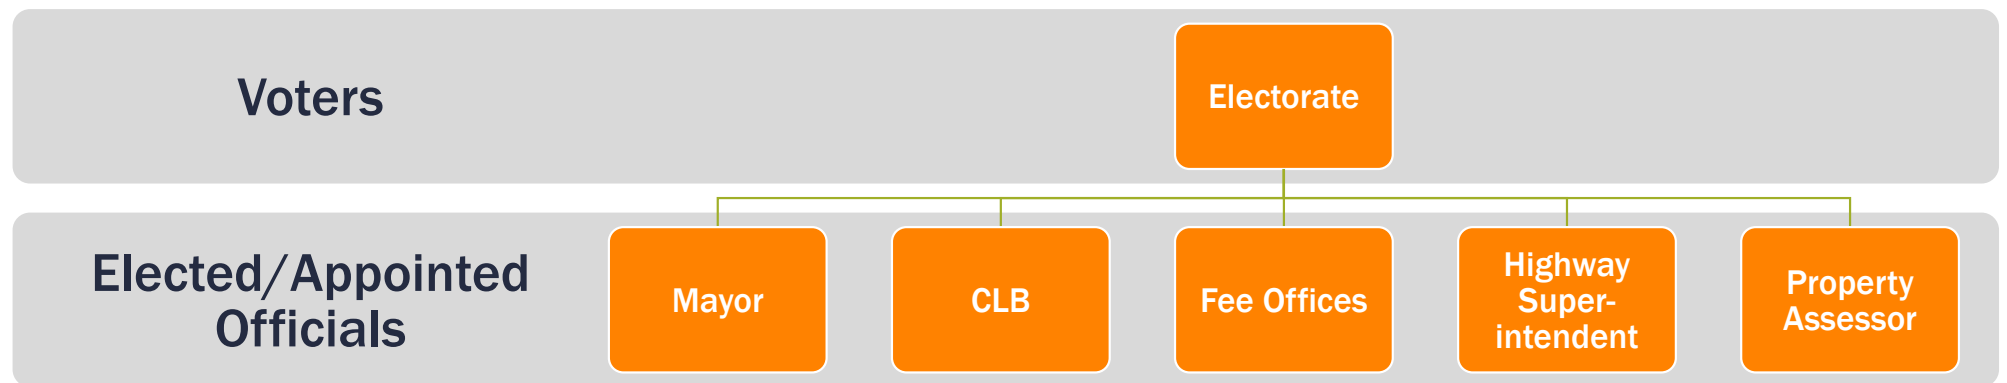 Voters
Electorate
Elected/Appointed
Officials
Mayor
CLB
Fee Offices
Highway
Super-
intendent
Property
Assessor